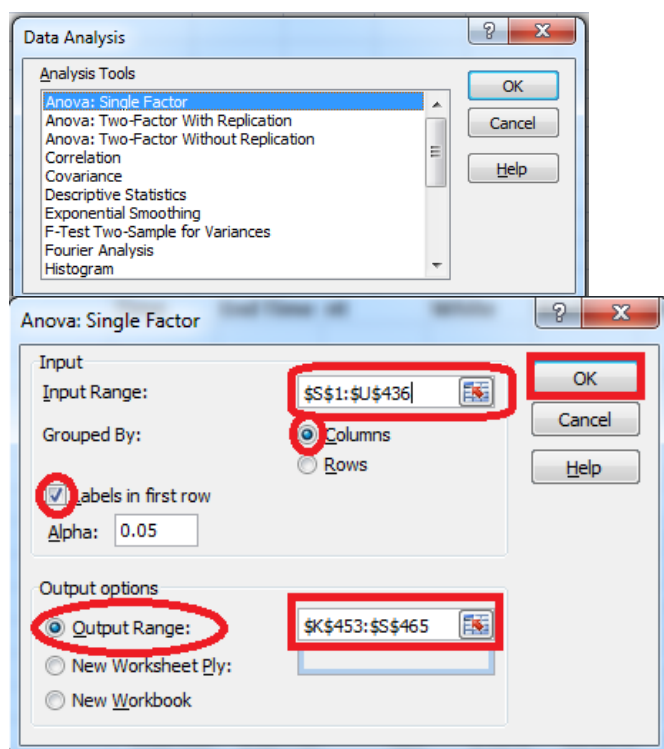 Data Analysis
Analysis Tools
Anova: Single Factor
Anova: Two-Factor With Replication
Anova: Two-Factor Without Replication
Correlation
Covariance
Descriptive Statistics
Exponential Smoothing
F-Test Two-Sample for Variances
Fourier Analysis
Histogram
OK
Cancel
Help
Anova: Single Factor
Input
Input Range: $S$1:$U$436
Grouped By: Columns
Rows
Labels in first row
Alpha: 0.05
Output options
Output Range: $K$453:$S$465
New Worksheet Ply:
New Workbook
OK
Cancel
Help